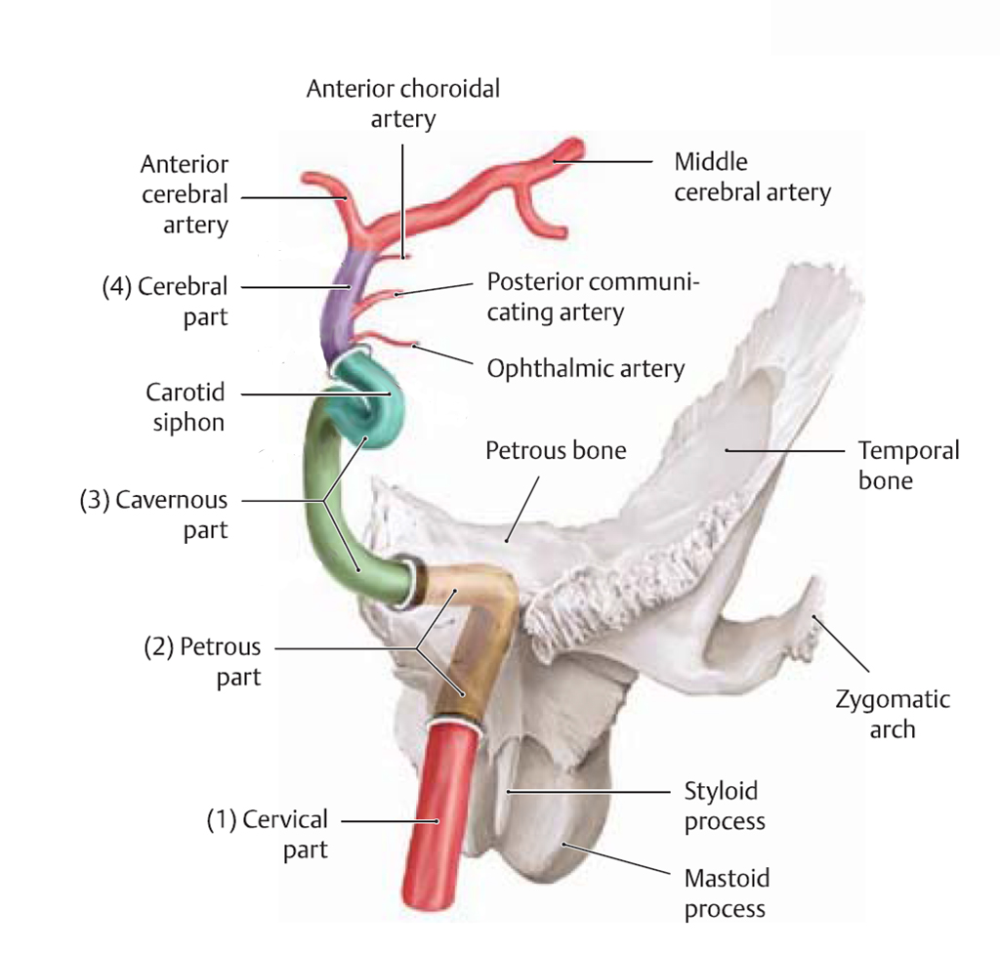 Anterior choroidal
artery
Anterior
cerebral
artery
Middle
cerebral artery
(4) Cerebral
part
Posterior communi-
cating artery
Ophthalmic artery
Carotid
siphon
Petrous bone
Temporal
bone
(3) Cavernous
part
(2) Petrous
part
Zygomatic
arch
Styloid
process
(1) Cervical
part
Mastoid
process